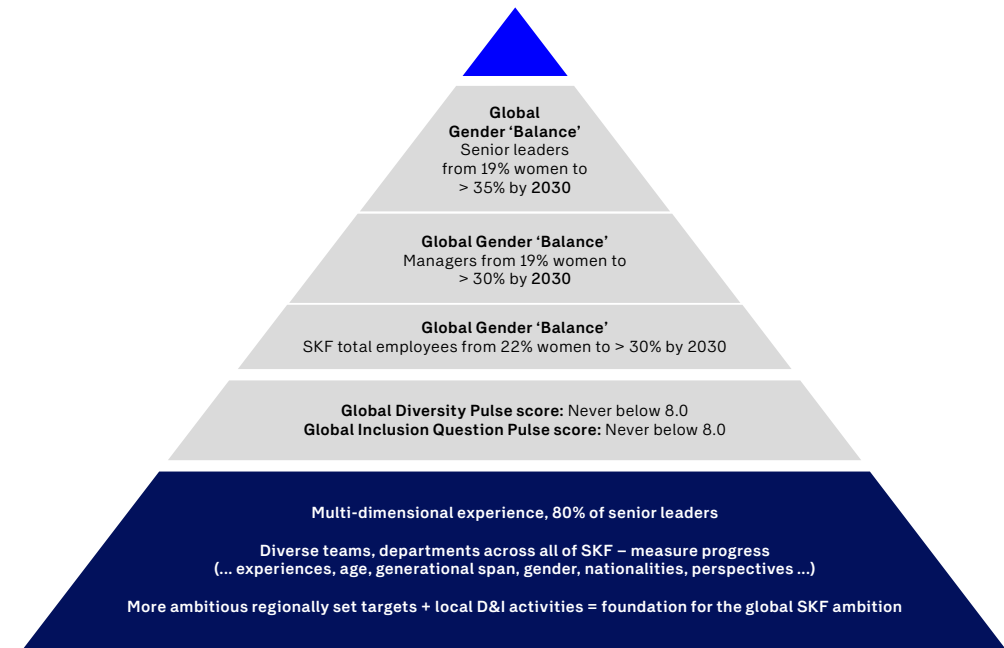 Global
Gender ‘Balance’
Senior leaders
from 19% women to
> 35% by 2030
Global Gender ‘Balance’
Managers from 19% women to
> 30% by 2030
Global Gender ‘Balance’
SKF total employees from 22% women to > 30% by 2030
Global Diversity Pulse score: Never below 8.0
Global Inclusion Question Pulse score: Never below 8.0
Multi-dimensional experience, 80% of senior leaders
Diverse teams, departments across all of SKF – measure progress
(... experiences, age, generational span, gender, nationalities, perspectives ...)
More ambitious regionally set targets + local D&I activities = foundation for the global SKF ambition